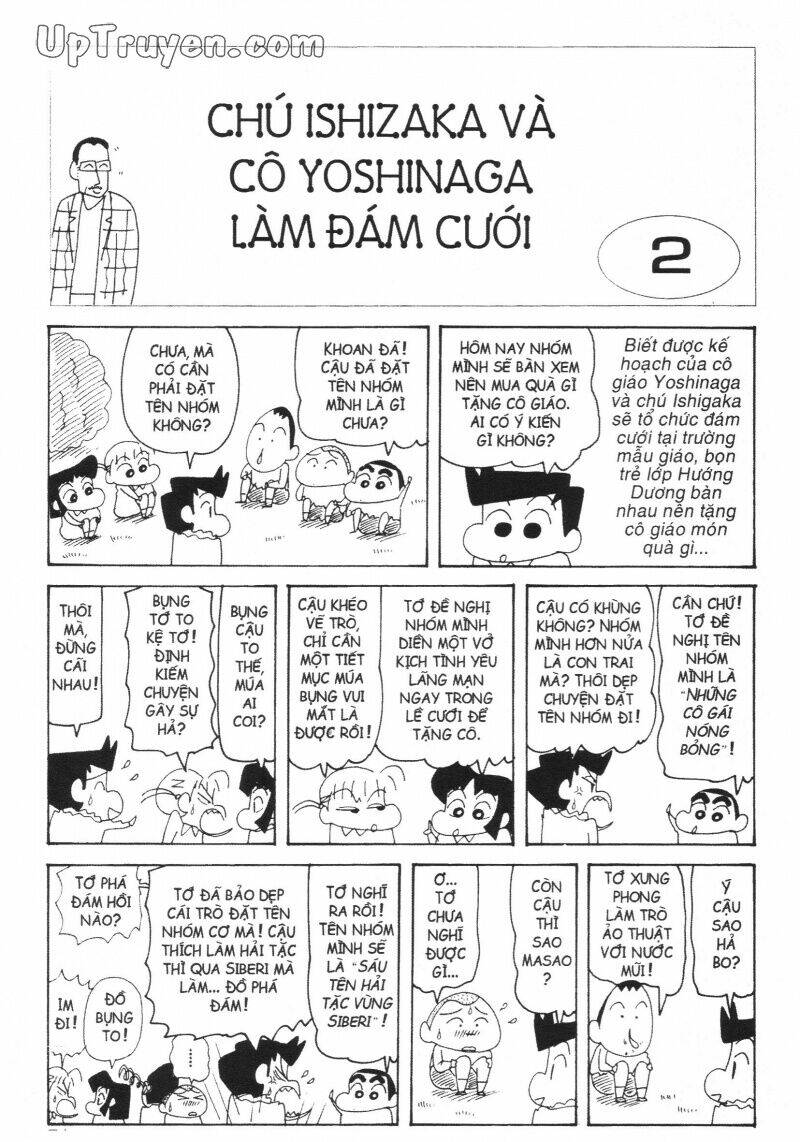 UpTruyen.com
CHÚ ISHIZAKA VÀ
CÔ YOSHINAGA
LÀM ĐÁM CƯỚI
2
Biết được kế
hoạch của cô
giáo Yoshinaga
và chú Ishigaka
sẽ tổ chức đám
cưới tại trường
mẫu giáo, bọn
trẻ lớp Hướng
Dương bàn
nhau nên tặng
cô giáo món
quà gì...
HÔM NAY NHÓM
MÌNH SẼ BÀN XEM
NÊN MUA QUÀ GÌ
TẶNG CÔ GIÁO.
AI CÓ Ý KIẾN
GÌ KHÔNG?
KHOAN ĐÃ!
CẬU ĐÃ ĐẶT
TÊN NHÓM
MÌNH LÀ GÌ
CHƯA?
CHƯA, MÀ
CÓ CẦN
PHẢI ĐẶT
TÊN NHÓM
KHÔNG?
CẦN CHỨ!
TỚ ĐỀ
NGHỊ TÊN
NHÓM
MÌNH LÀ
"NHỮNG
CÔ GÁI
NÓNG
BỎNG"!
CẬU CÓ KHÙNG
KHÔNG? NHÓM
MÌNH HƠN NỬA
LÀ CON TRAI
MÀ? THÔI DẸP
CHUYỆN ĐẶT
TÊN NHÓM ĐI!
TỚ ĐỀ NGHỊ
NHÓM MÌNH
DIỄN MỘT VỞ
KỊCH TÌNH YÊU
LÃNG MẠN
NGAY TRONG
LỄ CƯỚI ĐỂ
TẶNG CÔ.
CẬU KHÉO
VẼ TRÒ,
CHỈ CẦN
MỘT TIẾT
MỤC MÚA
BỤNG VUI
MẮT LÀ
ĐƯỢC RỒI!
BỤNG
CẬU
TO
THẾ,
MÚA
AI
COI?
BỤNG
TỚ TO
KỆ TỚ!
ĐỊNH
KIẾM
CHUYỆN
GÂY SỰ
HẢ?
THÔI
MÀ,
ĐỪNG
CÃI
NHAU!
Ý
CẬU
SAO
HẢ
BO?
TỚ XUNG
PHONG
LÀM TRÒ
ẢO THUẬT
VỚI NƯỚC
MŨI!
CÒN
CẬU
THÌ
SAO
MASAO?
Ơ...
TỚ
CHƯA
NGHĨ
ĐƯỢC
GÌ...
TỚ NGHĨ
RA RỒI!
TÊN NHÓM
MÌNH SẼ
LÀ "SÁU
TÊN HẢI
TẶC VÙNG
SIBERI"!
TỚ ĐÃ BẢO DẸP
CÁI TRÒ ĐẶT TÊN
NHÓM CƠ MÀ! CẬU
THÍCH LÀM HẢI TẶC
THÌ QUA SIBERI MÀ
LÀM... ĐỒ PHÁ
ĐÁM!
TỚ PHÁ
ĐÁM HỒI
NÀO?
......
ĐỒ
BỤNG
TO!
IM
ĐI!